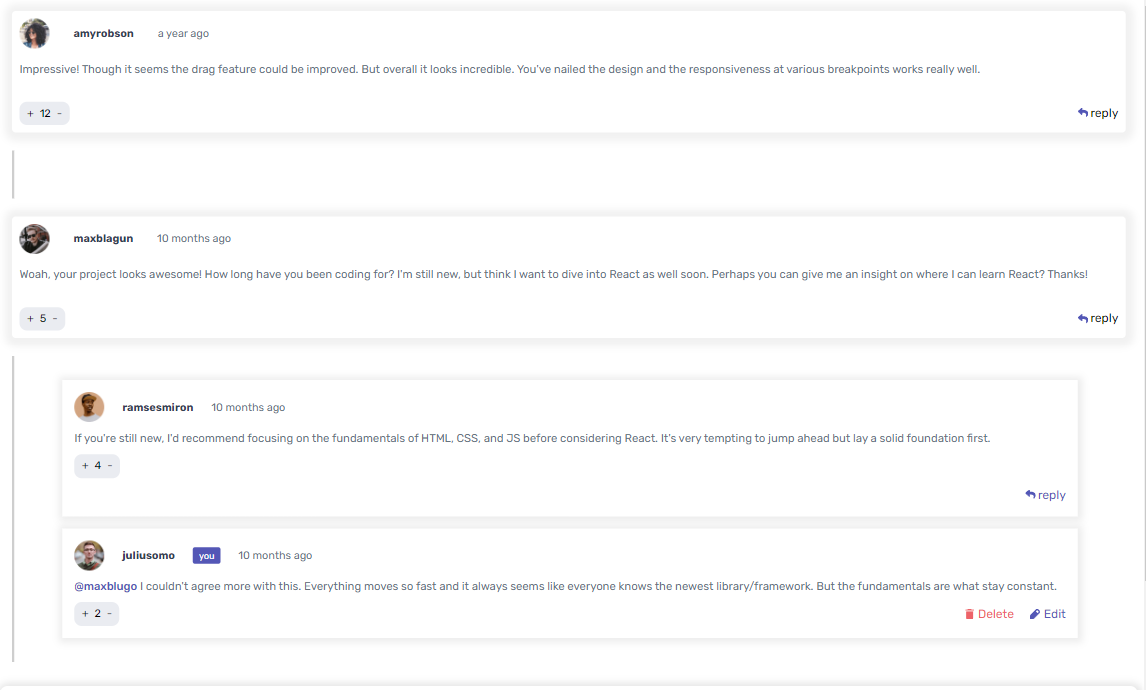 amyrobson a year ago
Impressive! Though it seems the drag feature could be improved. But overall it looks incredible. You've nailed the design and the responsiveness at various breakpoints works really well.
+ 12 - reply
maxblagun 10 months ago
Woah, your project looks awesome! How long have you been coding for? I'm still new, but think I want to dive into React as well soon. Perhaps you can give me an insight on where I can learn React? Thanks!
+ 5 - reply
ramsesmiron 10 months ago
If you're still new, I'd recommend focusing on the fundamentals of HTML, CSS, and JS before considering React. It's very tempting to jump ahead but lay a solid foundation first.
+ 4 -
reply
juliusomo you 10 months ago
@maxblugo I couldn't agree more with this. Everything moves so fast and it always seems like everyone knows the newest library/framework. But the fundamentals are what stay constant.
+ 2 - Delete Edit